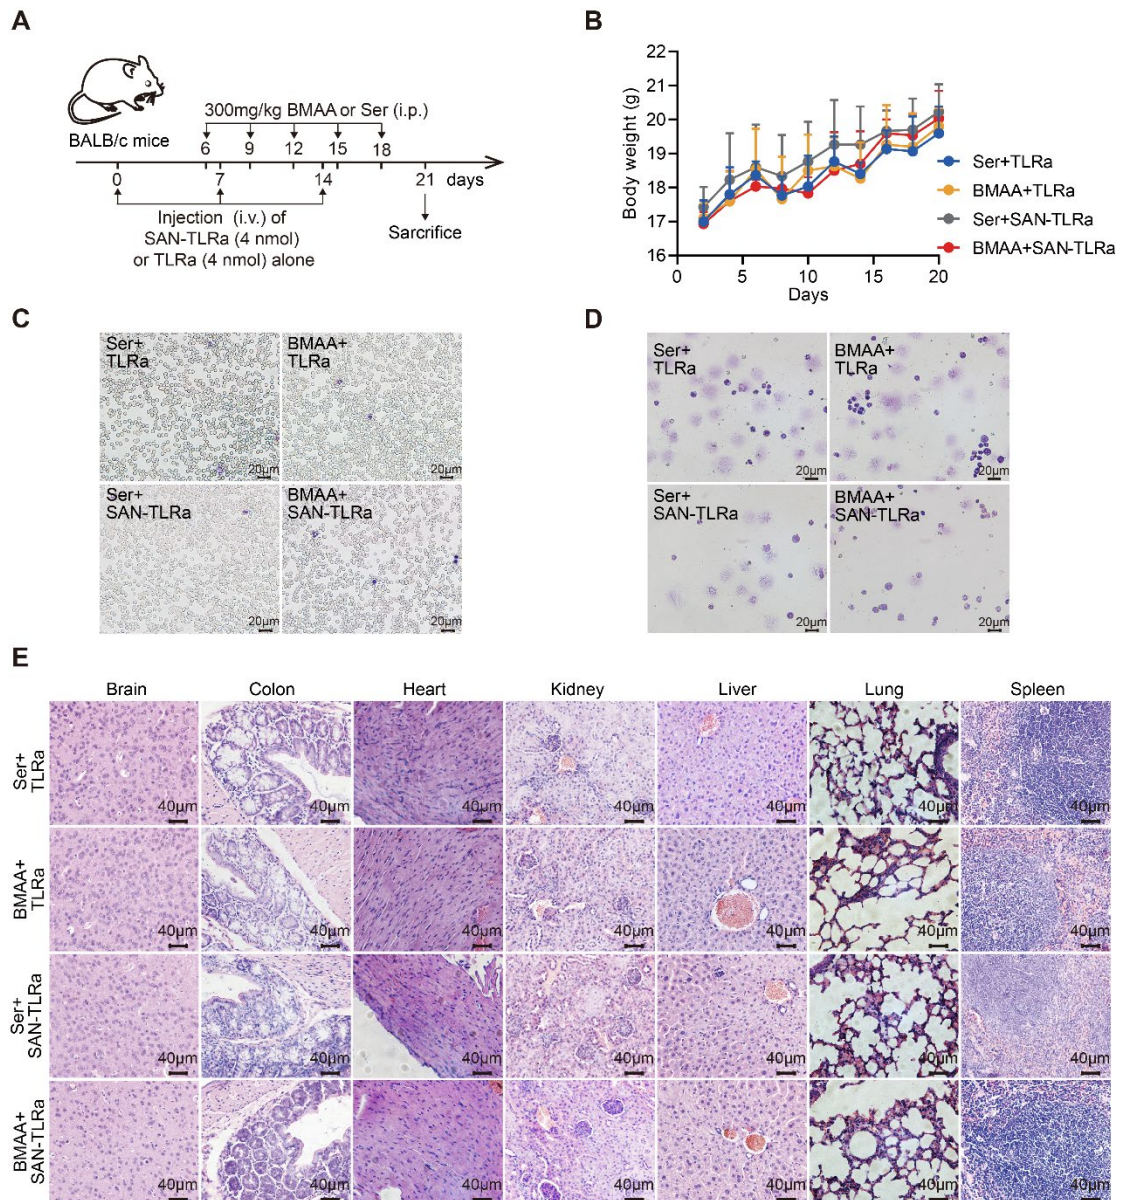 A
BALB/c mice
300mg/kg BMAA or Ser (i.p.)
6 9 12 15 18
0 7 14 21 days
Injection (i.v.) of
SAN-TLRa (4 nmol)
or TLRa (4 nmol) alone
Sarcrifice
B
Body weight (g)
22
21
20
19
18
17
16
0 5 10 15 20
Days
Ser+TLRa
BMAA+TLRa
Ser+SAN-TLRa
BMAA+SAN-TLRa
C
Ser+
TLRa
20μm
BMAA+
TLRa
20μm
Ser+
SAN-TLRa
20μm
BMAA+
SAN-TLRa
20μm
D
Ser+
TLRa
20μm
BMAA+
TLRa
20μm
Ser+
SAN-TLRa
20μm
BMAA+
SAN-TLRa
20μm
E
Brain Colon Heart Kidney Liver Lung Spleen
Ser+
TLRa
40μm 40μm 40μm 40μm 40μm 40μm 40μm
BMAA+
TLRa
40μm 40μm 40μm 40μm 40μm 40μm 40μm
Ser+
SAN-TLRa
40μm 40μm 40μm 40μm 40μm 40μm 40μm
BMAA+
SAN-TLRa
40μm 40μm 40μm 40μm 40μm 40μm 40μm